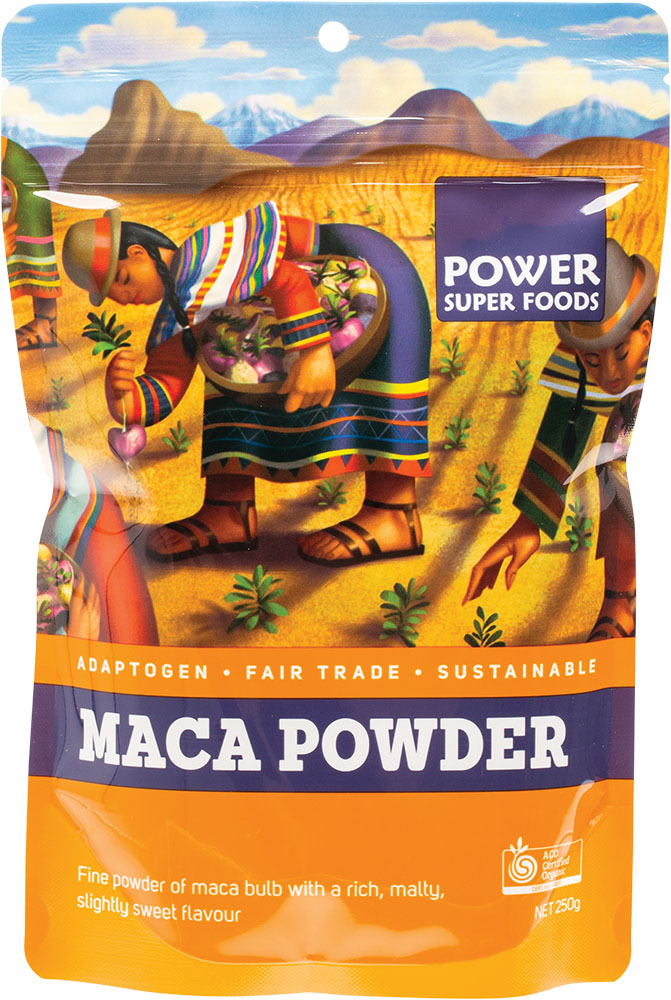 POWER
SUPER FOODS
ADAPTOGEN • FAIR TRADE • SUSTAINABLE
MACA POWDER
Fine powder of maca bulb with a rich, malty,
slightly sweet flavour
ACO
Certified
Organic
NET 250g